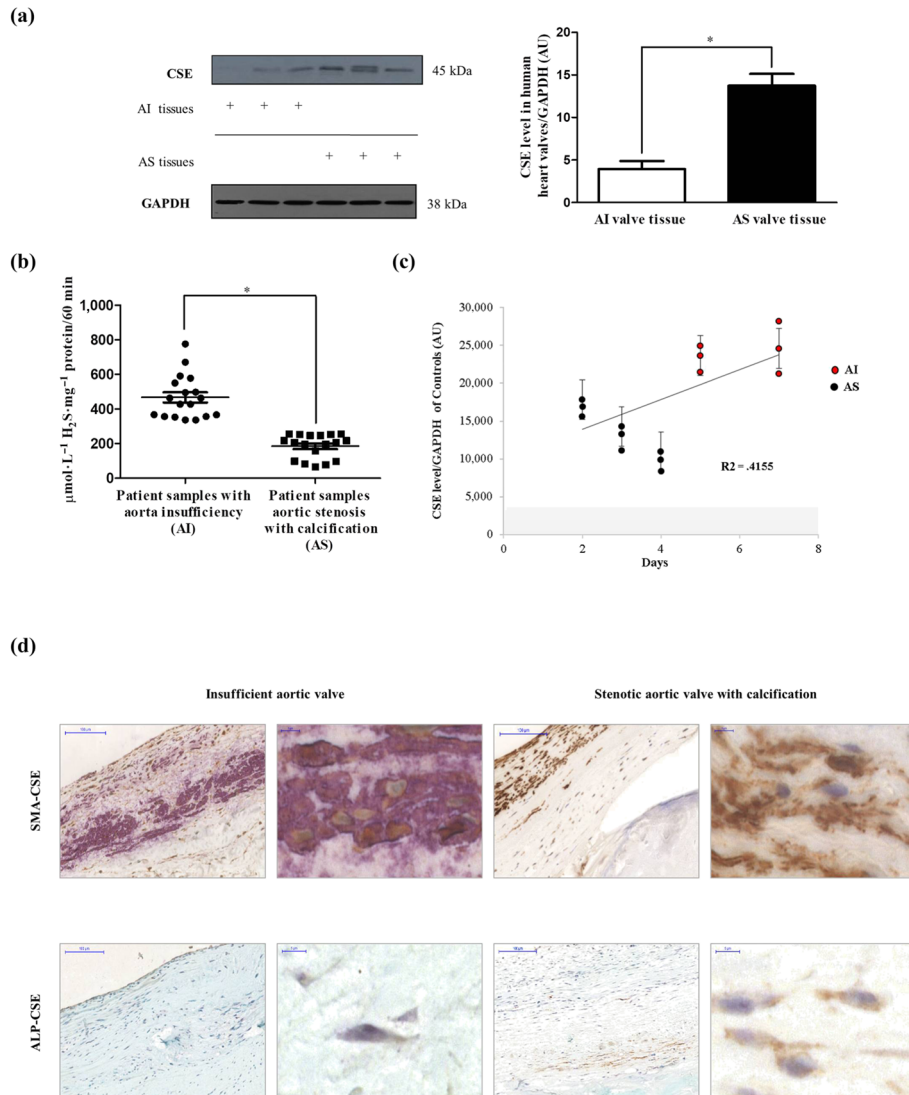 (a)
CSE
45 kDa
AI tissues
+ + +
AS tissues
+ + +
GAPDH
38 kDa
CSE level in human
heart valves/GAPDH (AU)
20
15
10
5
0
*
AI valve tissue
AS valve tissue
(b)
μmol·L⁻¹ H₂S·mg⁻¹ protein/60 min
1,000
800
600
400
200
0
*
Patient samples with
aorta insufficiency
(AI)
Patient samples
aortic stenosis
with calcification
(AS)
(c)
CSE level/GAPDH of Controls (AU)
30,000
25,000
20,000
15,000
10,000
5,000
0
0 2 4 6 8
Days
R2 = .4155
AI
AS
(d)
Insufficient aortic valve
Stenotic aortic valve with calcification
SMA-CSE
ALP-CSE